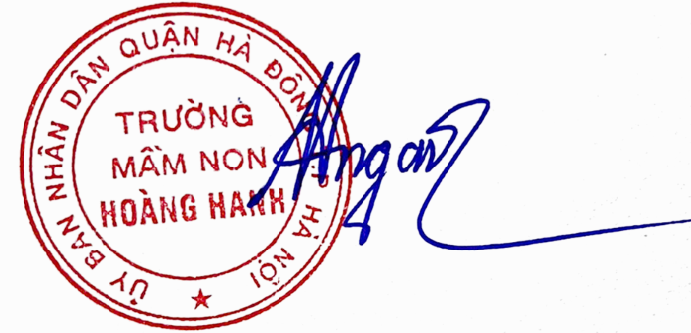 ỦY BAN NHÂN DÂN QUẬN HÀ ĐÔNG T.P HÀ NỘI
TRƯỜNG
MẦM NON
HOÀNG HANH